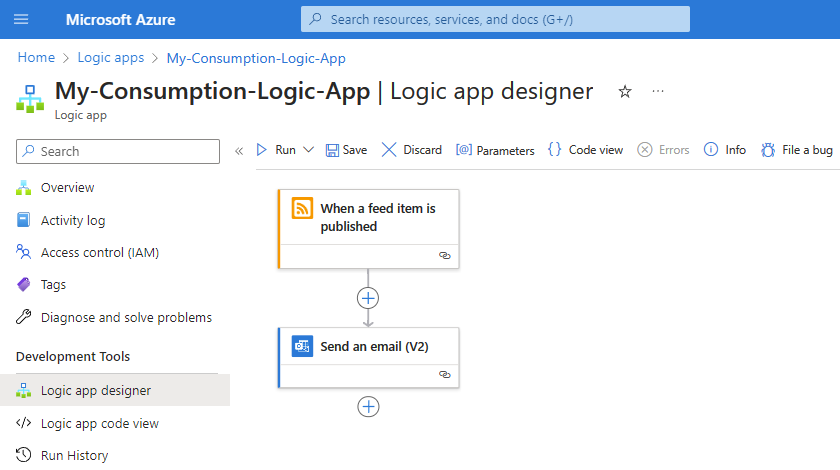 Microsoft Azure
Search resources, services, and docs (G+/)
Home > Logic apps > My-Consumption-Logic-App
My-Consumption-Logic-App | Logic app designer
Logic app
Search
Run
Save
Discard
Parameters
Code view
Errors
Info
File a bug
Overview
Activity log
Access control (IAM)
Tags
Diagnose and solve problems
Development Tools
Logic app designer
Logic app code view
Run History
When a feed item is
published
Send an email (V2)